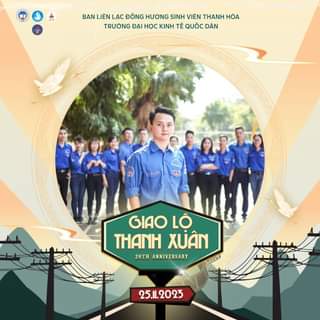 BAN LIÊN LẠC ĐỒNG HƯƠNG SINH VIÊN THANH HÓA
TRƯỜNG ĐẠI HỌC KINH TẾ QUỐC DÂN
GIAO LỘ
THANH XUÂN
20TH ANNIVERSARY
25.11.2023